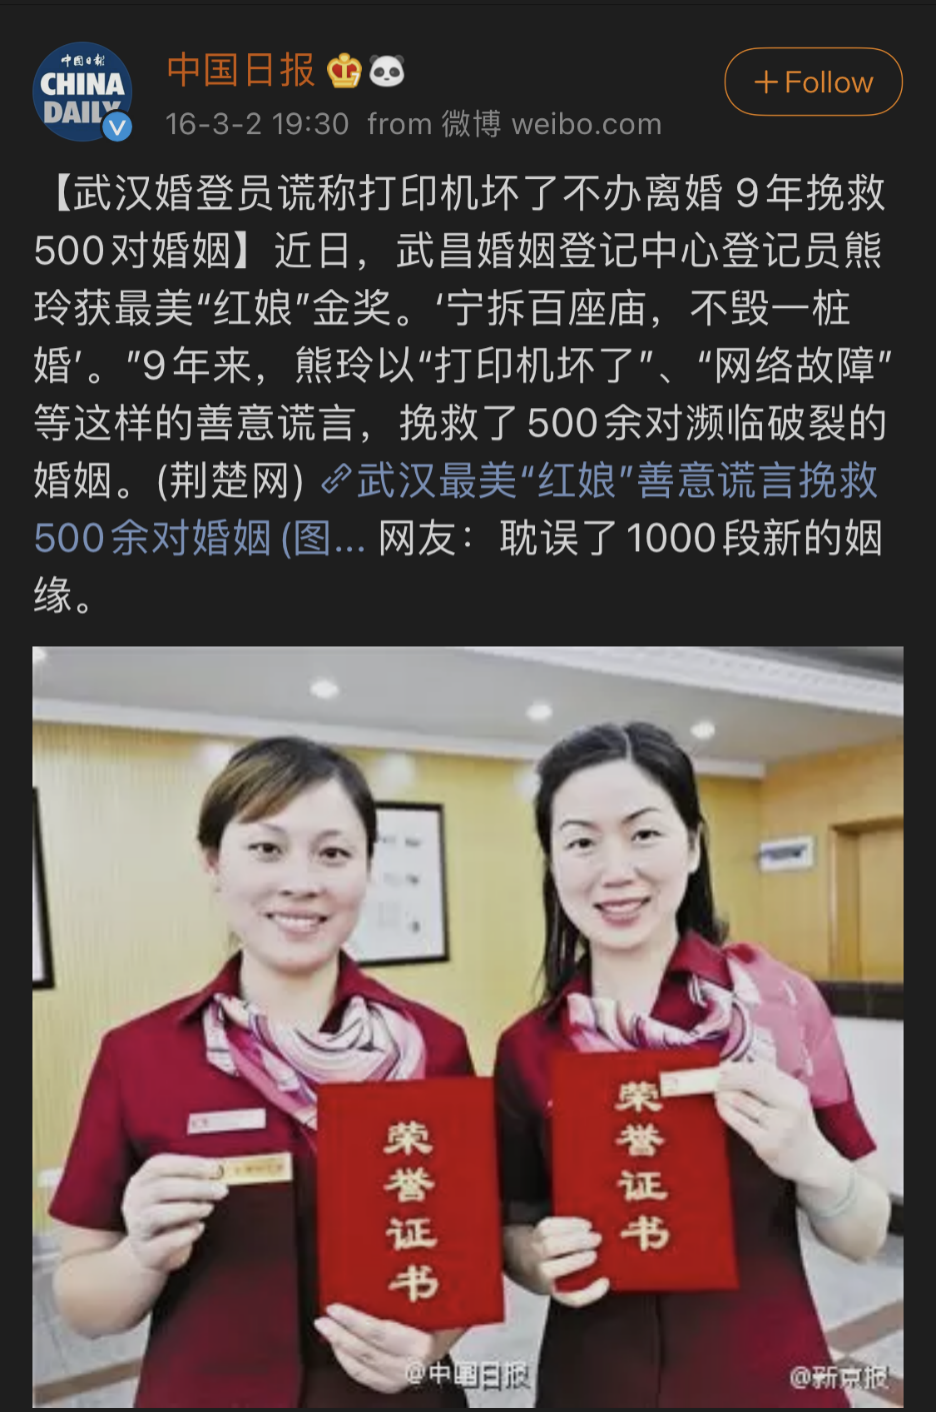 中国日报
CHINA
DAILY
中国日报
+Follow
16-3-2 19:30 from 微博 weibo.com
【武汉婚登员谎称打印机坏了不办离婚 9年挽救
500对婚姻】近日，武昌婚姻登记中心登记员熊
玲获最美“红娘”金奖。‘宁拆百座庙，不毁一桩
婚’。”9年来，熊玲以“打印机坏了”、“网络故障”
等这样的善意谎言，挽救了500余对濒临破裂的
婚姻。(荆楚网) 武汉最美“红娘”善意谎言挽救
500余对婚姻 (图... 网友：耽误了1000段新的姻
缘。
荣誉证书
荣誉证书
@中国日报
@新京报